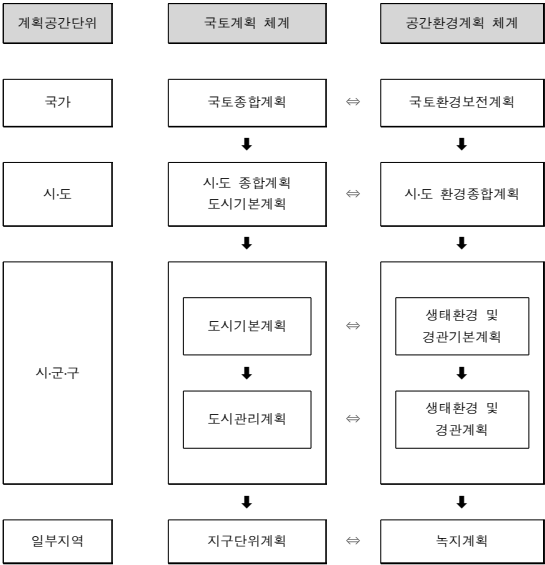 계획공간단위
국토계획 체계
공간환경계획 체계
국가
국토종합계획
⇔
국토환경보전계획
시·도
시·도 종합계획
도시기본계획
⇔
시·도 환경종합계획
시·군·구
도시기본계획
⇔
생태환경 및
경관기본계획
도시관리계획
⇔
생태환경 및
경관계획
일부지역
지구단위계획
⇔
녹지계획